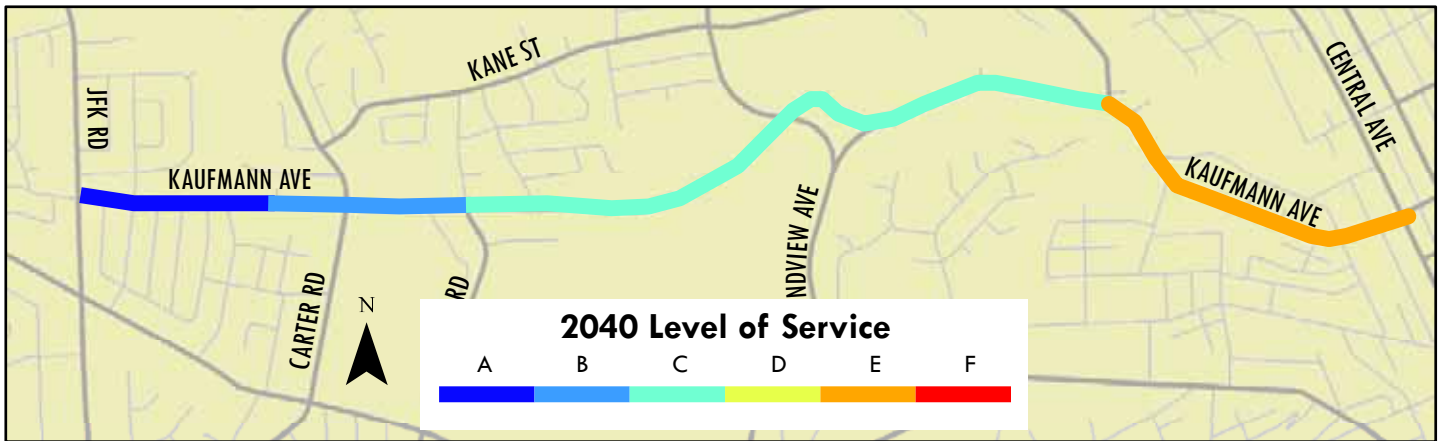 KANE ST
CENTRAL AVE
JFK RD
KAUFMANN AVE
KAUFMANN AVE
NDVIEW AVE
CARTER RD
RD
N
2040 Level of Service
A B C D E F